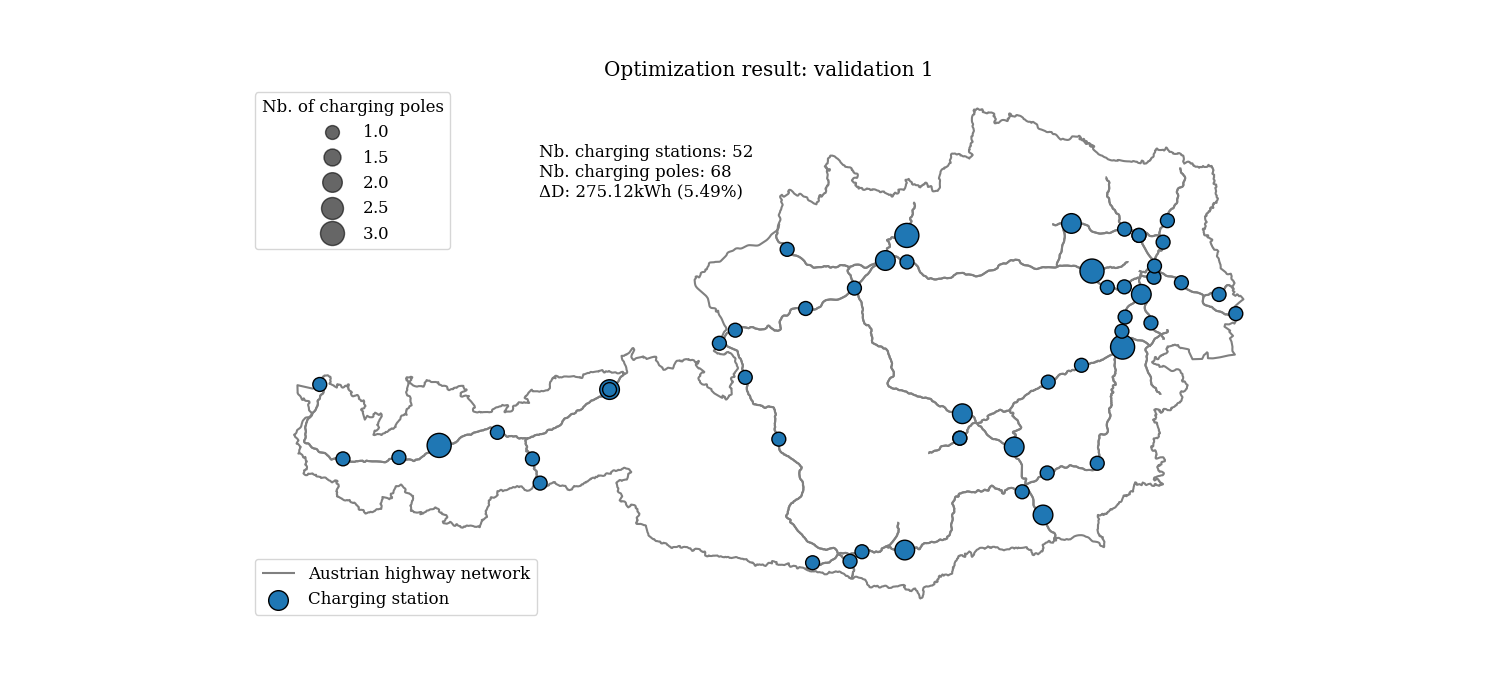 Optimization result: validation 1
Nb. of charging poles
1.0
1.5
2.0
2.5
3.0
Nb. charging stations: 52
Nb. charging poles: 68
ΔD: 275.12kWh (5.49%)
Austrian highway network
Charging station